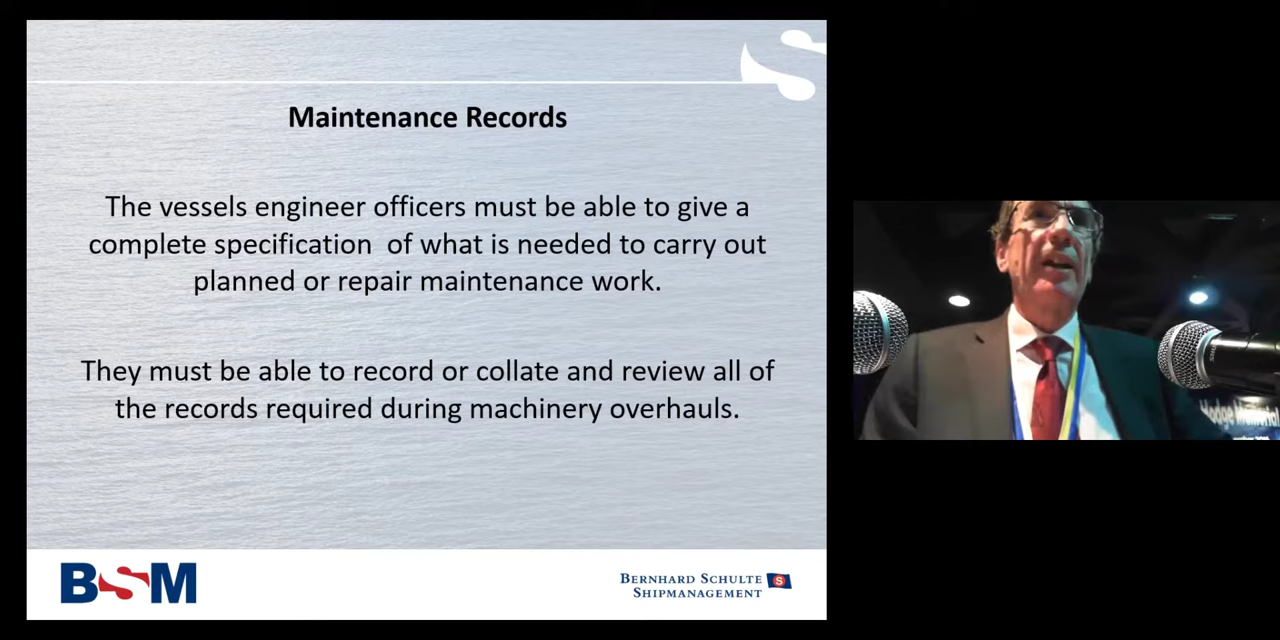 Maintenance Records
The vessels engineer officers must be able to give a
complete specification of what is needed to carry out
planned or repair maintenance work.
They must be able to record or collate and review all of
the records required during machinery overhauls.
BSM
BERNHARD SCHULTE
SHIPMANAGEMENT
S
Hodge Memorial